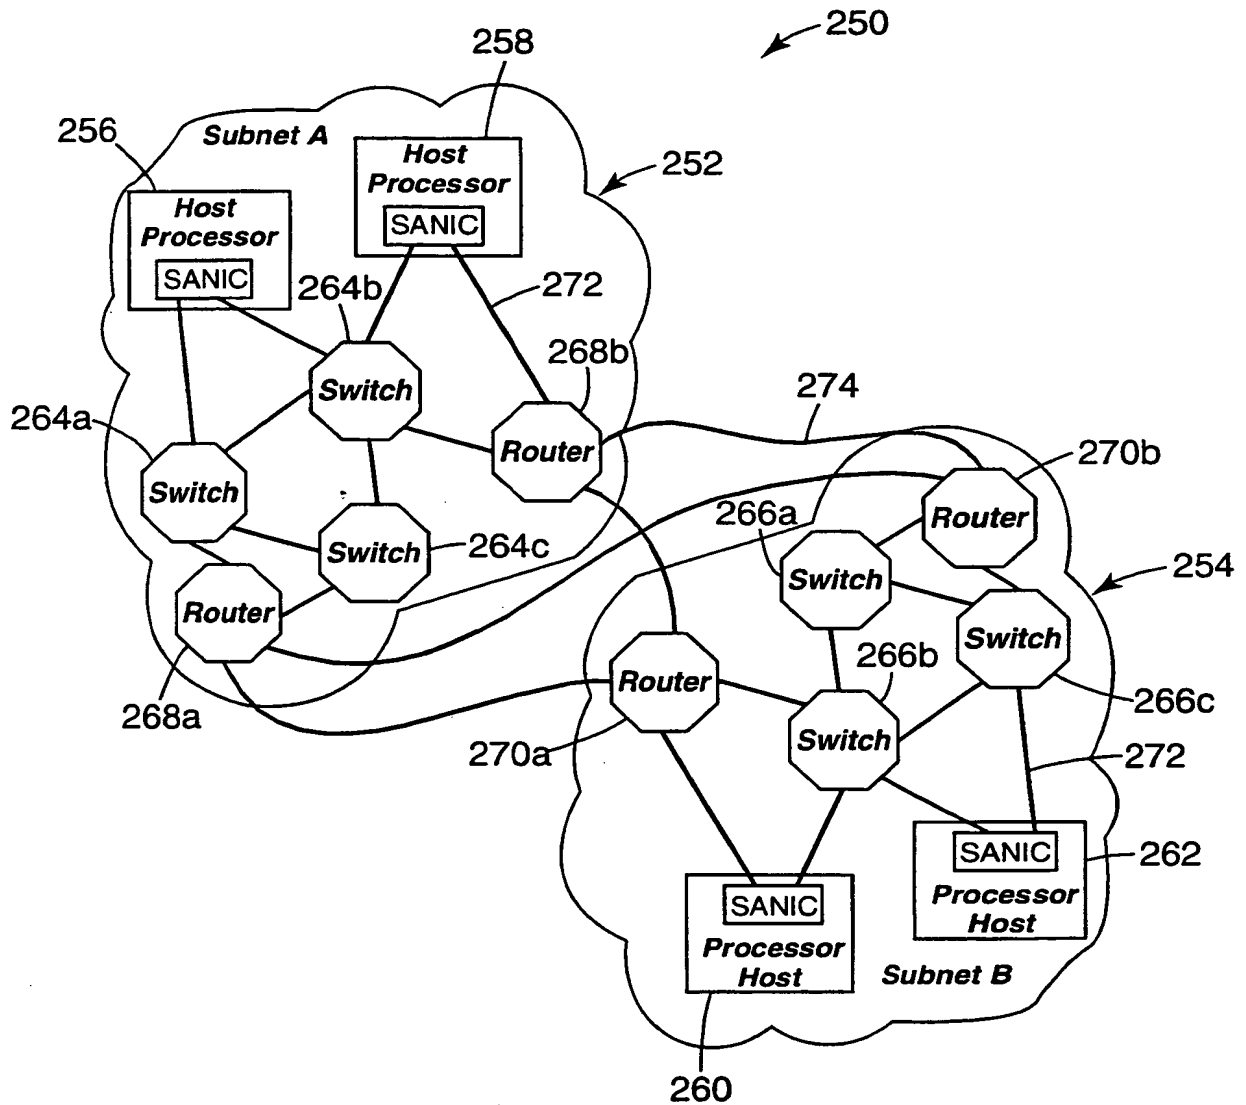 250
258
256
Subnet A
Host
Processor
SANIC
252
Host
Processor
SANIC
264b
272
268b
Switch
274
264a
Router
270b
Switch
266a
Router
Switch
264c
Switch
254
Router
Switch
266b
Router
268a
266c
Switch
270a
272
SANIC
262
Processor
Host
SANIC
Processor
Host
Subnet B
260